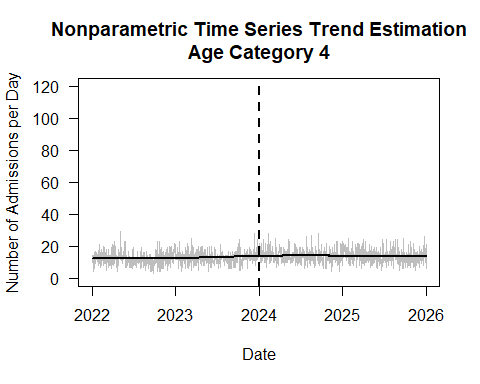 Nonparametric Time Series Trend Estimation
Age Category 4
Number of Admissions per Day
120
100
80
60
40
20
0
2022 2023 2024 2025 2026
Date